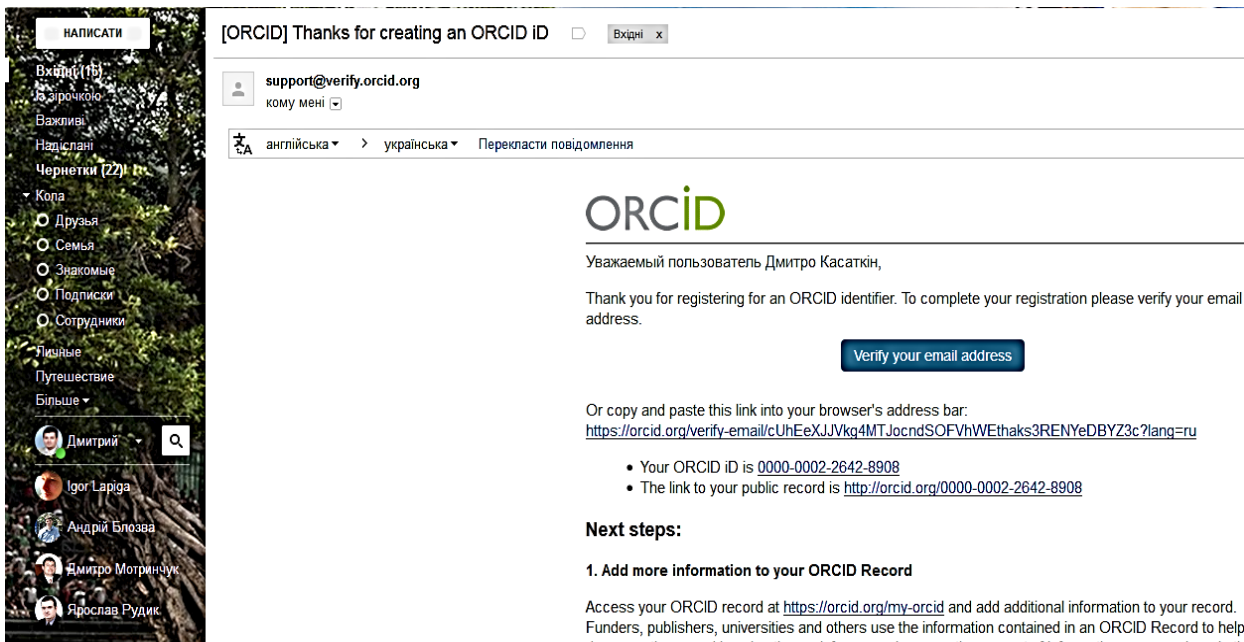 НАПИСАТИ
Вхідні (16)
Із зірочкою
Важливі
Надіслані
Чернетки (22)
Кола
Друзья
Семья
Знакомые
Подписки
Сотрудники
Личные
Путешествие
Більше
Дмитрий
Igor Lapiga
Андрій Блозва
Дмитро Мотринчук
Ярослав Рудик
[ORCID] Thanks for creating an ORCID iD Вхідні x
support@verify.orcid.org
кому мені
англійська > українська Перекласти повідомлення
ORCID
Уважаемый пользователь Дмитро Касаткін,
Thank you for registering for an ORCID identifier. To complete your registration please verify your email
address.
Verify your email address
Or copy and paste this link into your browser's address bar:
https://orcid.org/verify-email/cUhEeXJJVkg4MTJocndSOFVhWEthaks3RENYeDBYZ3c?lang=ru
• Your ORCID iD is 0000-0002-2642-8908
• The link to your public record is http://orcid.org/0000-0002-2642-8908
Next steps:
1. Add more information to your ORCID Record
Access your ORCID record at https://orcid.org/my-orcid and add additional information to your record.
Funders, publishers, universities and others use the information contained in an ORCID Record to help